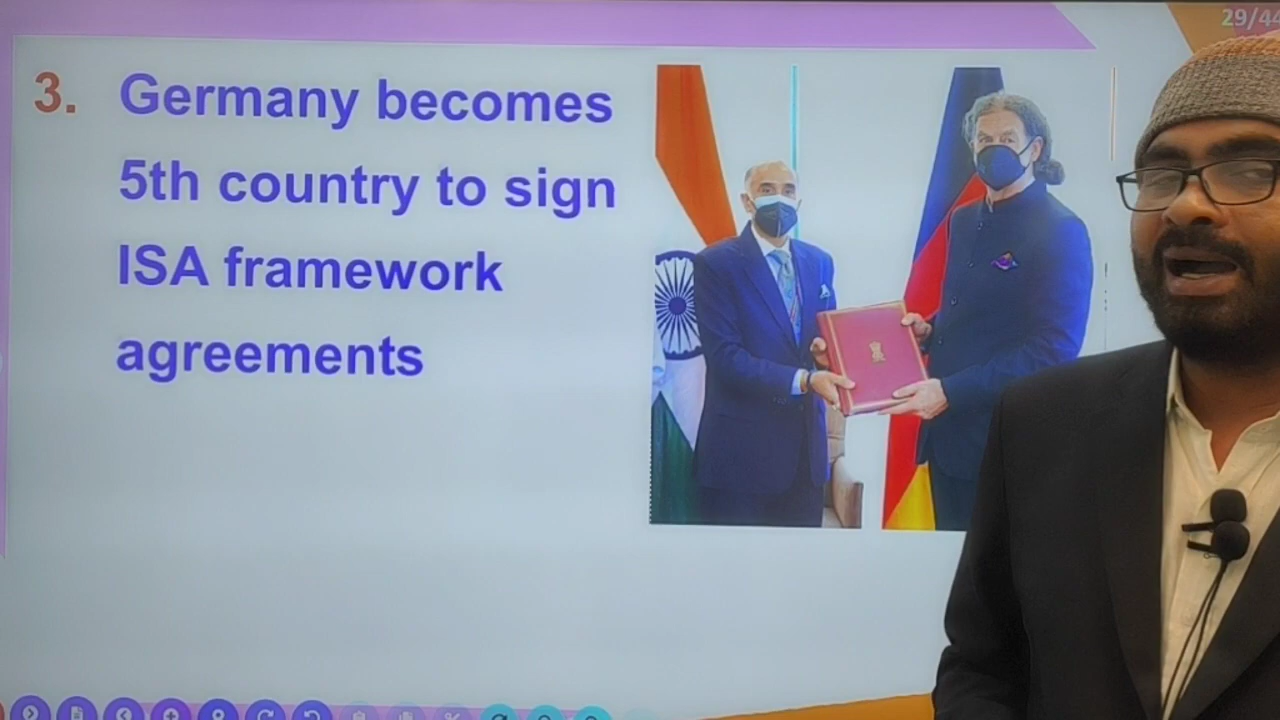 29/44
3. Germany becomes
5th country to sign
ISA framework
agreements